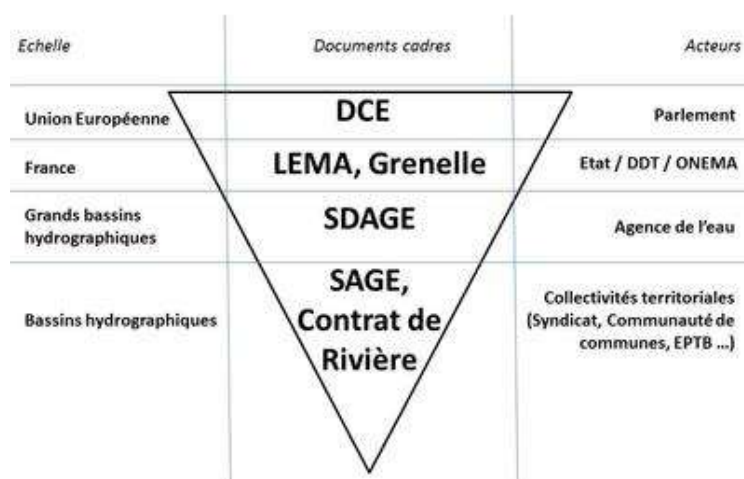 Echelle
Documents cadres
Acteurs
Union Européenne
DCE
Parlement
France
LEMA, Grenelle
Etat / DDT / ONEMA
Grands bassins
hydrographiques
SDAGE
Agence de l'eau
Bassins hydrographiques
SAGE,
Contrat de
Rivière
Collectivités territoriales
(Syndicat, Communauté de
communes, EPTB ...)